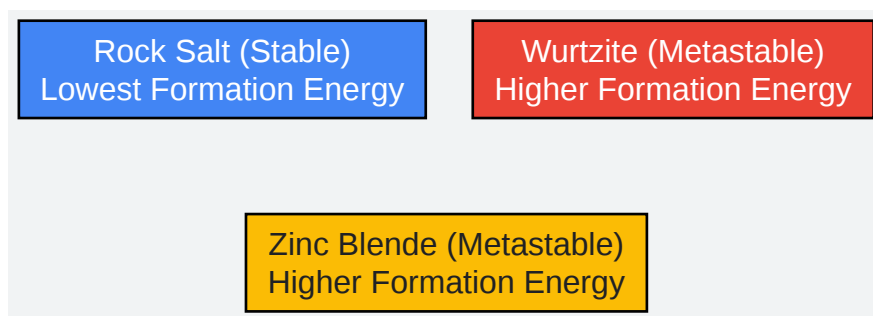 Rock Salt (Stable)
Lowest Formation Energy
Wurtzite (Metastable)
Higher Formation Energy
Zinc Blende (Metastable)
Higher Formation Energy